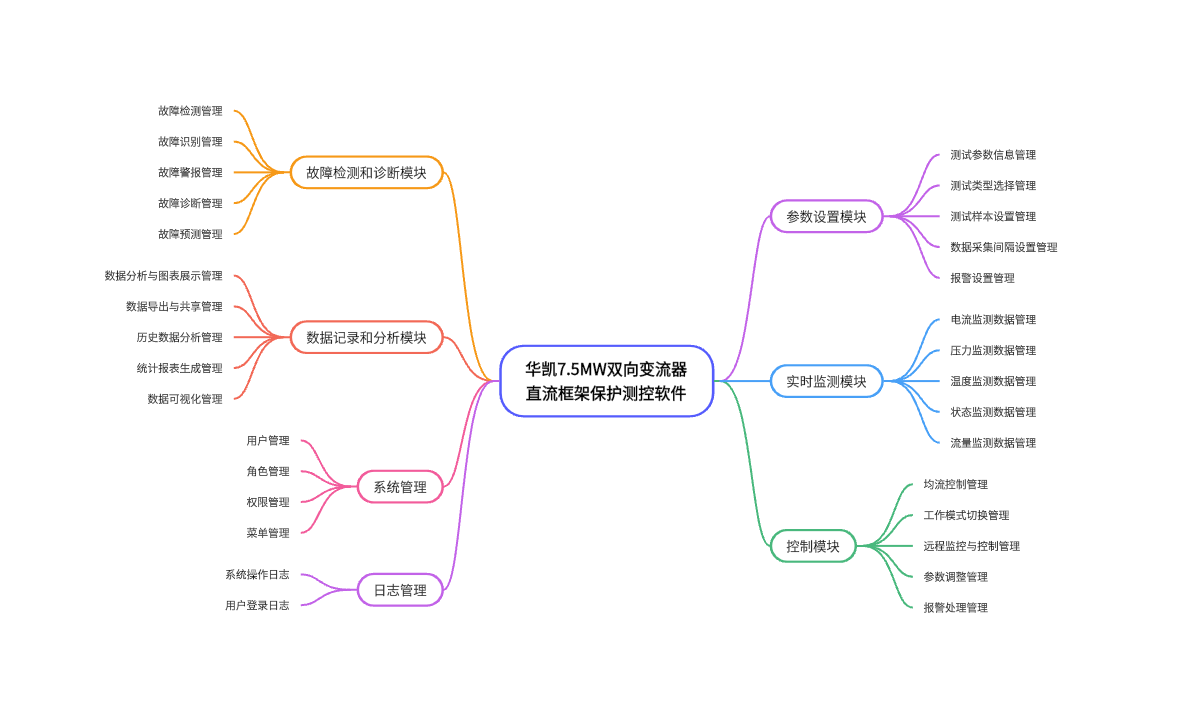 华凯7.5MW双向变流器
直流框架保护测控软件
故障检测和诊断模块
故障检测管理
故障识别管理
故障警报管理
故障诊断管理
故障预测管理
数据记录和分析模块
数据分析与图表展示管理
数据导出与共享管理
历史数据分析管理
统计报表生成管理
数据可视化管理
系统管理
用户管理
角色管理
权限管理
菜单管理
日志管理
系统操作日志
用户登录日志
参数设置模块
测试参数信息管理
测试类型选择管理
测试样本设置管理
数据采集间隔设置管理
报警设置管理
实时监测模块
电流监测数据管理
压力监测数据管理
温度监测数据管理
状态监测数据管理
流量监测数据管理
控制模块
均流控制管理
工作模式切换管理
远程监控与控制管理
参数调整管理
报警处理管理